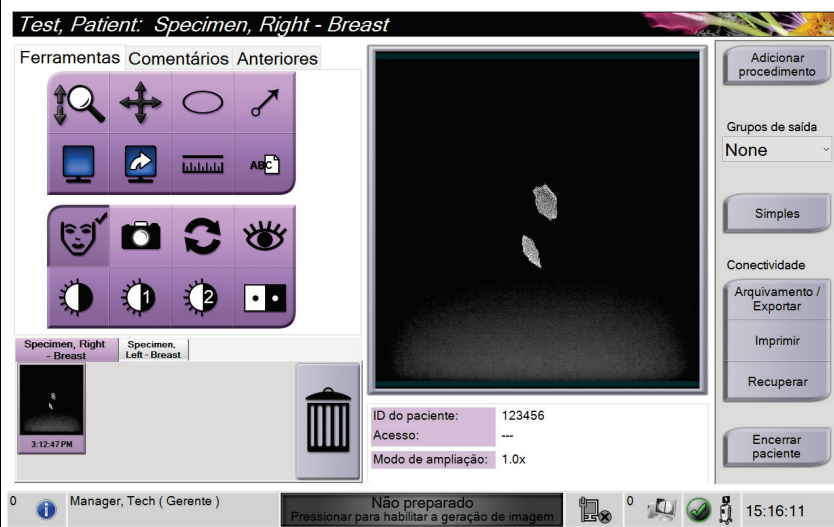 Test, Patient: Specimen, Right - Breast
Ferramentas Comentários Anteriores
ABC
1
2
Specimen, Right
- Breast
Specimen,
Left - Breast
3:12:47 PM
ID do paciente: 123456
Acesso: ---
Modo de ampliação: 1.0x
Adicionar
procedimento
Grupos de saída
None
Simples
Conectividade
Arquivamento /
Exportar
Imprimir
Recuperar
Encerrar
paciente
0
Manager, Tech ( Gerente )
Não preparado
Pressionar para habilitar a geração de imagem
0
15:16:11